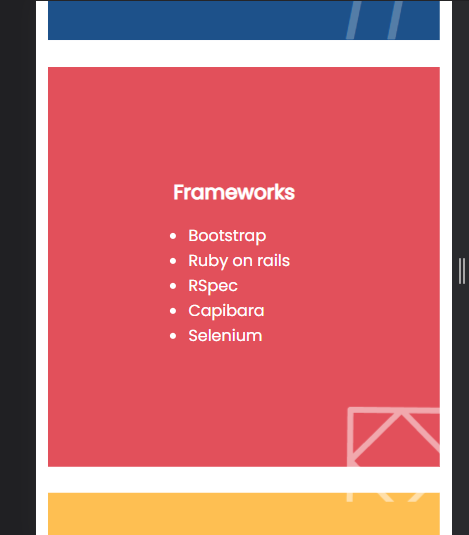 Frameworks
Bootstrap
Ruby on rails
RSpec
Capibara
Selenium